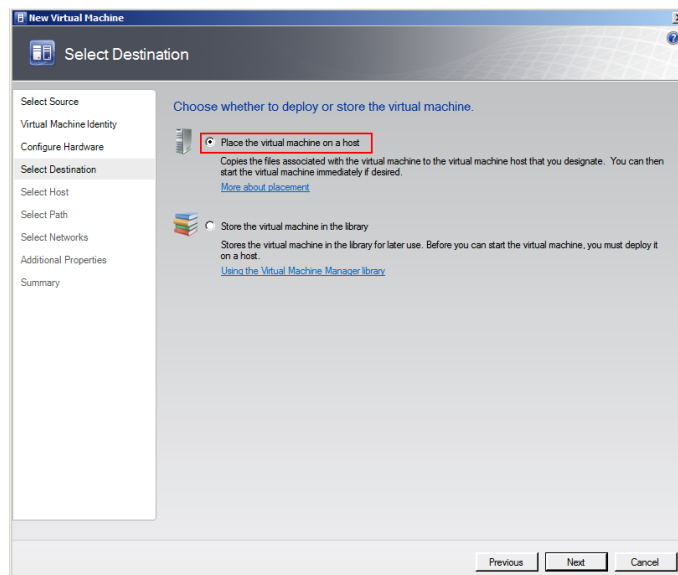 New Virtual Machine
Select Destination
Select Source
Virtual Machine Identity
Configure Hardware
Select Destination
Select Host
Select Path
Select Networks
Additional Properties
Summary
Choose whether to deploy or store the virtual machine.
Place the virtual machine on a host
Copies the files associated with the virtual machine to the virtual machine host that you designate. You can then
start the virtual machine immediately if desired.
More about placement
Store the virtual machine in the library
Stores the virtual machine in the library for later use. Before you can start the virtual machine, you must deploy it
on a host.
Using the Virtual Machine Manager library
Previous
Next
Cancel